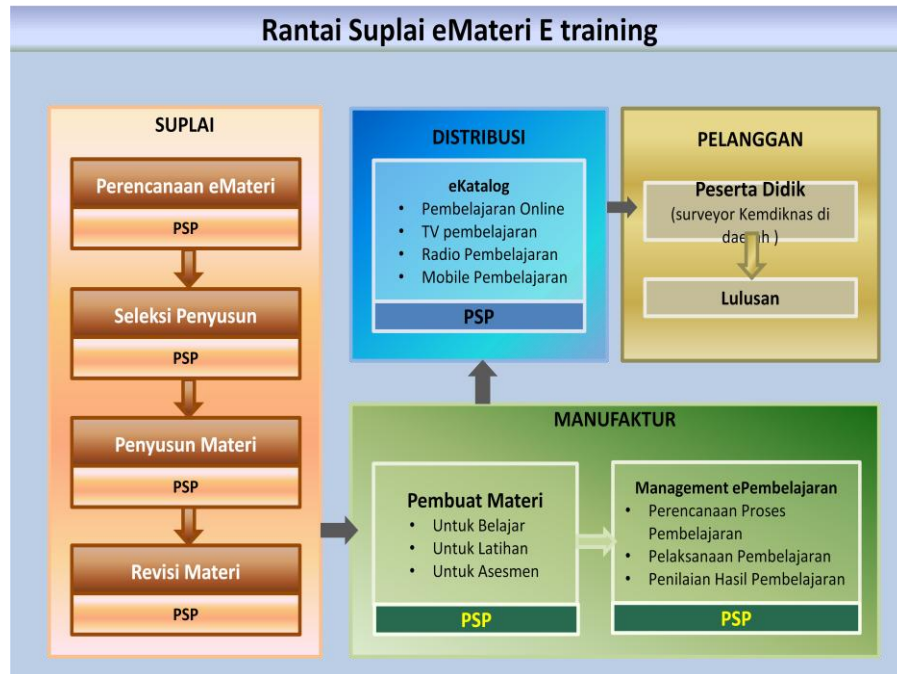 Rantai Suplai eMateri E training
SUPLAI
Perencanaan eMateri
PSP
Seleksi Penyusun
PSP
Penyusun Materi
PSP
Revisi Materi
PSP
DISTRIBUSI
eKatalog
• Pembelajaran Online
• TV pembelajaran
• Radio Pembelajaran
• Mobile Pembelajaran
PSP
PELANGGAN
Peserta Didik
(surveyor Kemdiknas di
daerah )
Lulusan
MANUFAKTUR
Pembuat Materi
• Untuk Belajar
• Untuk Latihan
• Untuk Asesmen
PSP
Management ePembelajaran
• Perencanaan Proses
Pembelajaran
• Pelaksanaan Pembelajaran
• Penilaian Hasil Pembelajaran
PSP